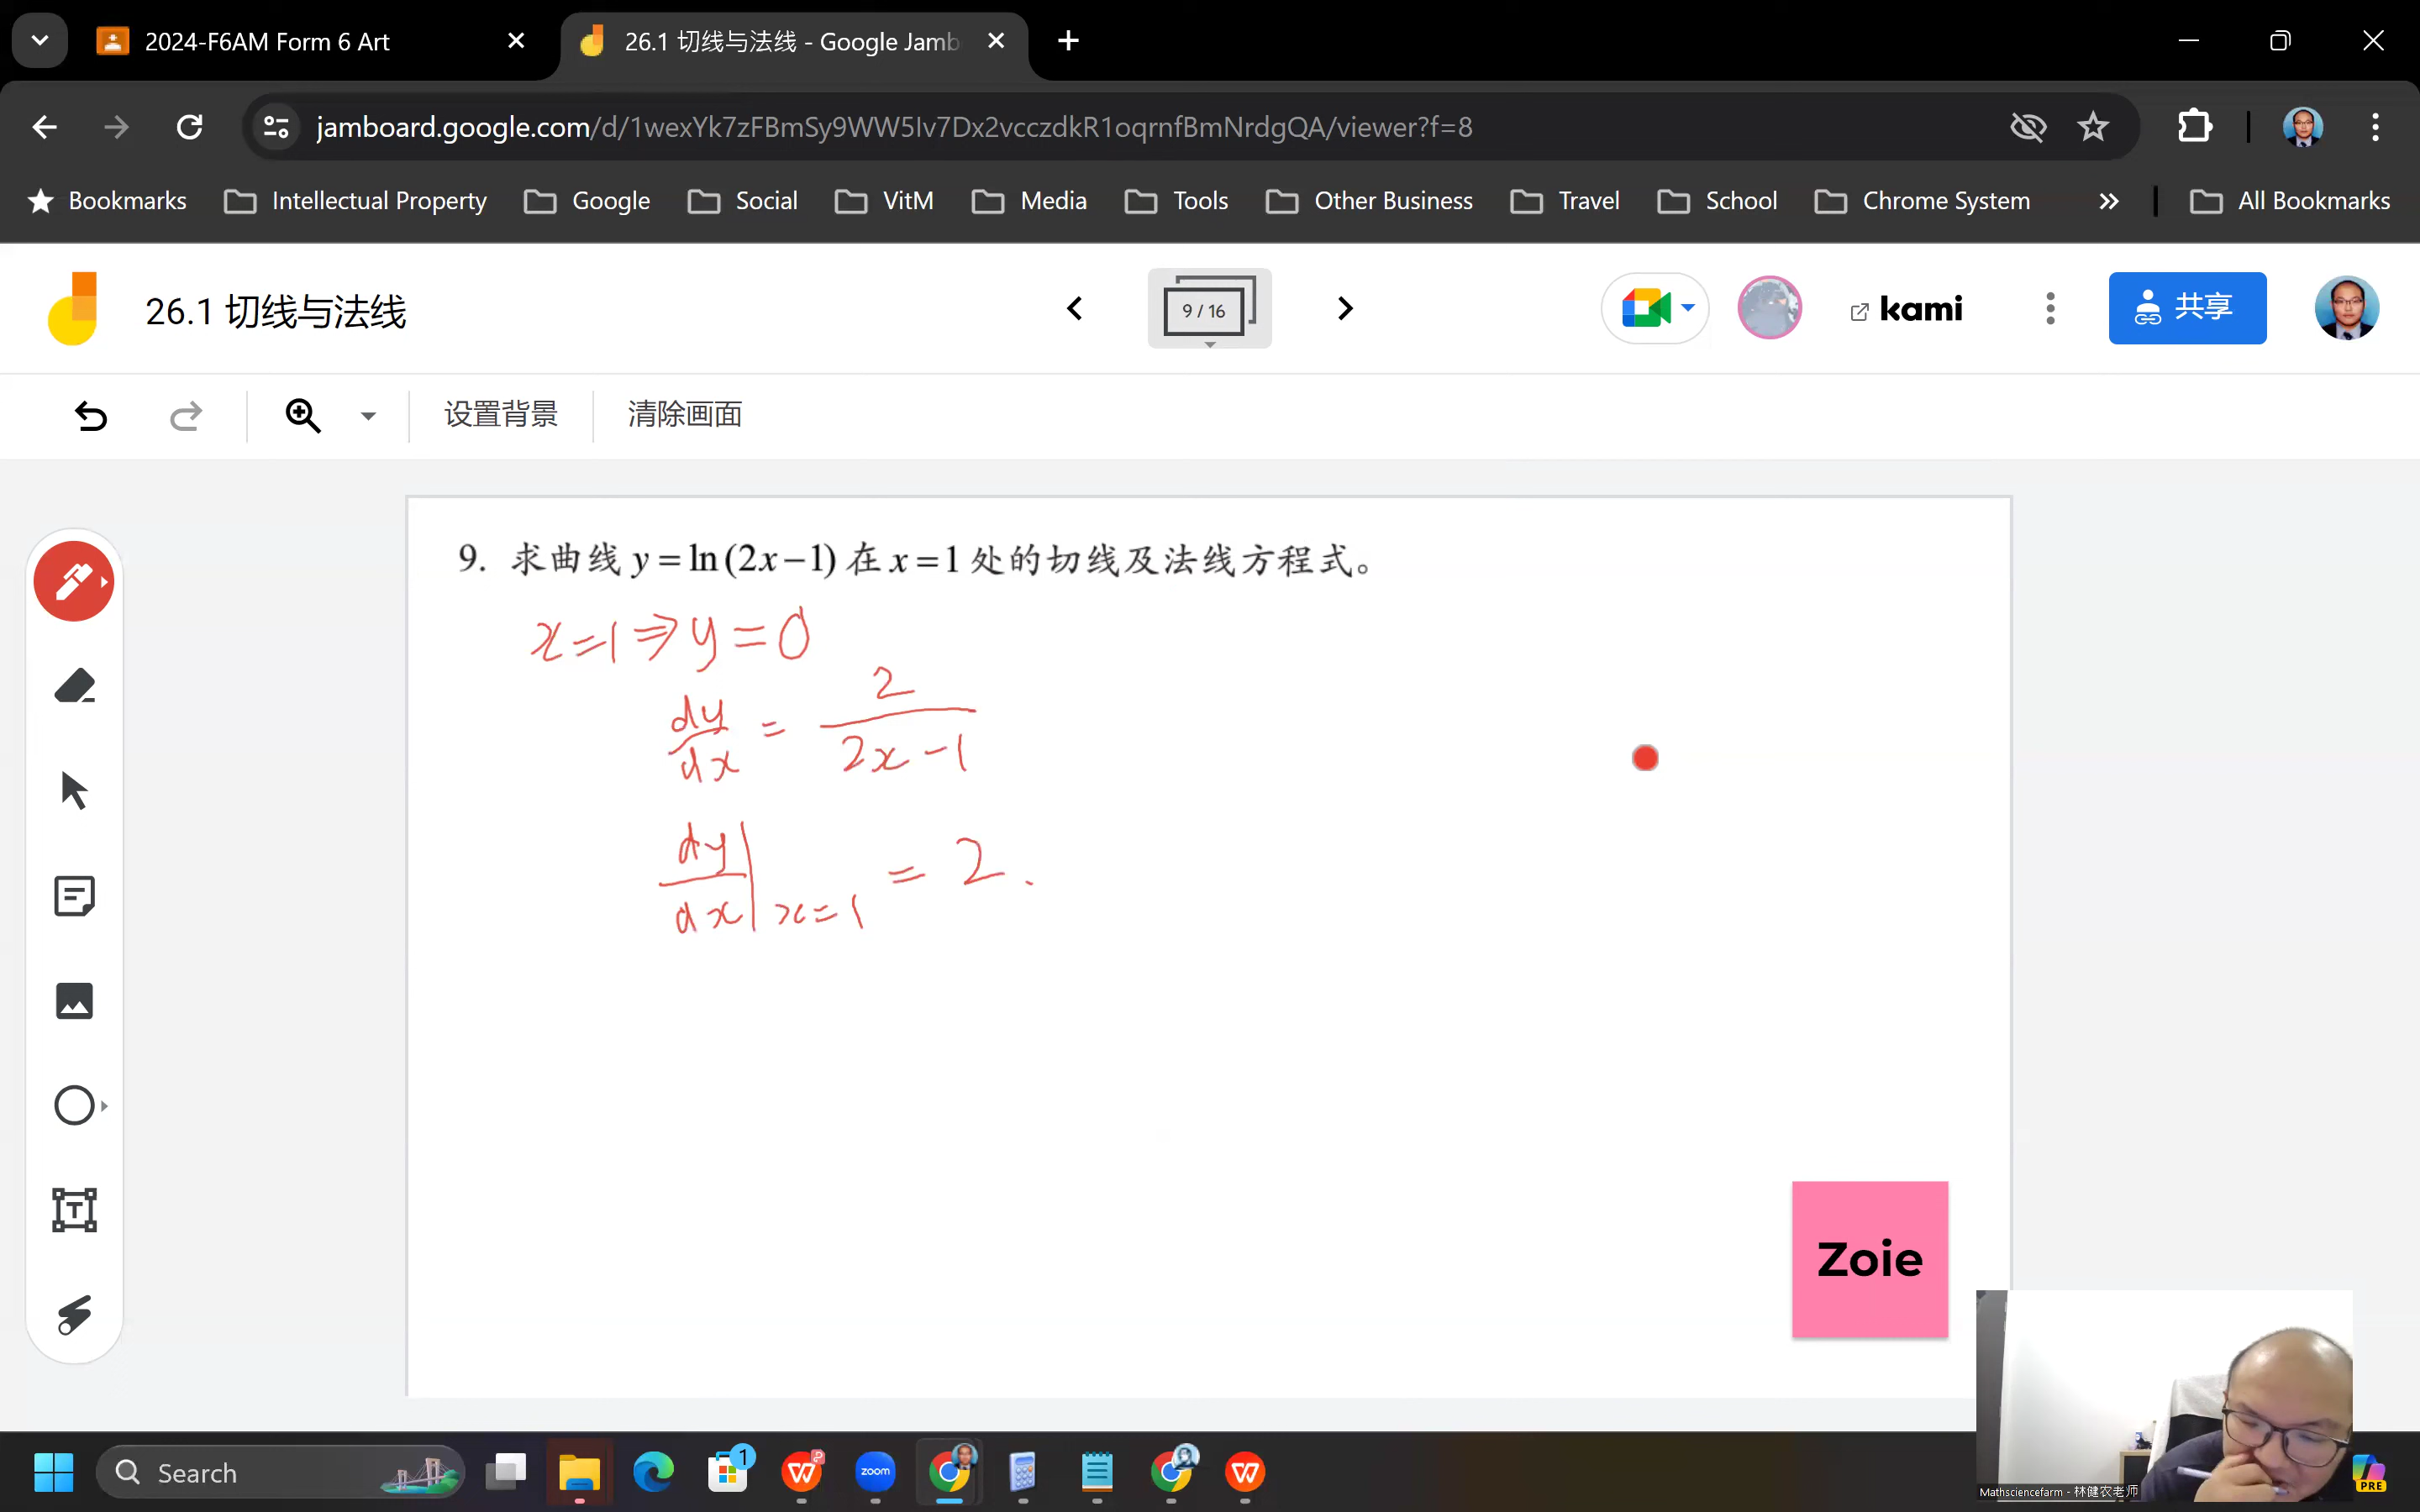 2024-F6AM Form 6 Art
26.1 切线与法线 - Google Jamb
jamboard.google.com/d/1wexYk7zFBmSy9WW5Iv7Dx2vcczdkR1oqrnfBmNrdgQA/viewer?f=8
Bookmarks Intellectual Property Google Social VitM Media Tools Other Business Travel School Chrome System » All Bookmarks
26.1 切线与法线
9 / 16
kami
共享
设置背景 清除画面
9. 求曲线 y = ln (2x − 1) 在 x = 1 处的切线及法线方程式。
x=1 ⇒ y = 0
dy/dx = 2/(2x − 1)
dy/dx | x=1 = 2.
Zoie
Mathsciencefarm - 林健农老师
Search
1
zoom
PRE